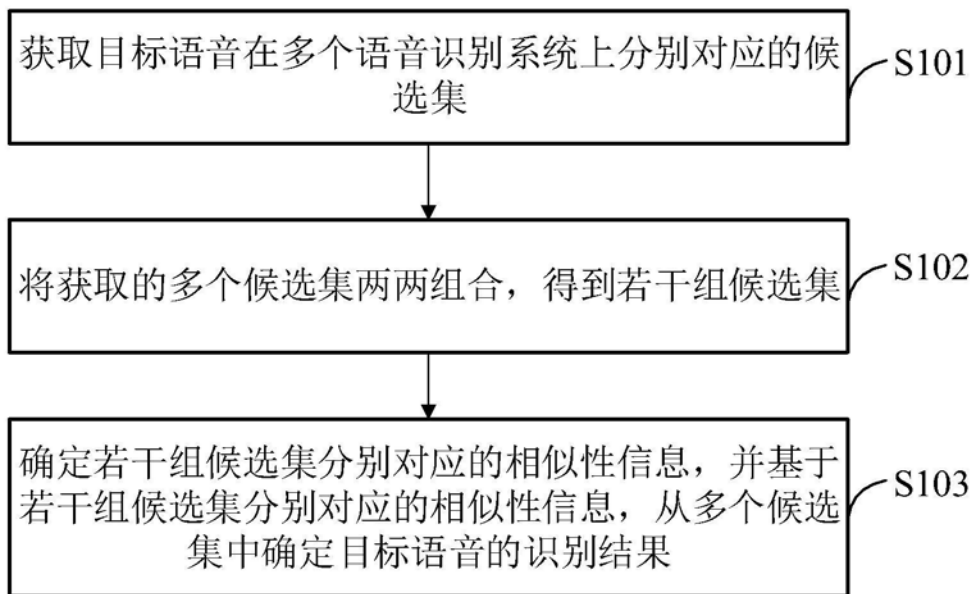 获取目标语音在多个语音识别系统上分别对应的候
选集
S101
将获取的多个候选集两两组合，得到若干组候选集
S102
确定若干组候选集分别对应的相似性信息，并基于
若干组候选集分别对应的相似性信息，从多个候选
集中确定目标语音的识别结果
S103